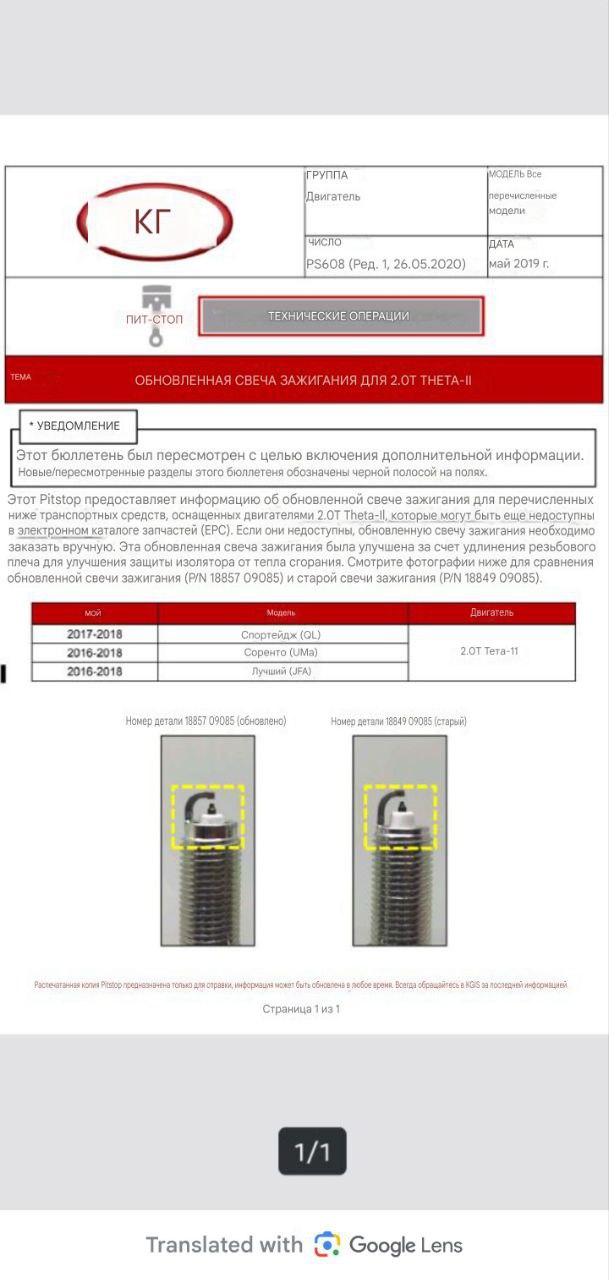 КГ
ГРУППА
Двигатель
МОДЕЛЬ Все
перечисленные
модели
ЧИСЛО
PS608 (Ред. 1, 26.05.2020)
ДАТА
май 2019 г.
ПИТ-СТОП
ТЕХНИЧЕСКИЕ ОПЕРАЦИИ
ТЕМА
ОБНОВЛЕННАЯ СВЕЧА ЗАЖИГАНИЯ ДЛЯ 2.0T THETA-II
* УВЕДОМЛЕНИЕ
Этот бюллетень был пересмотрен с целью включения дополнительной информации.
Новые/пересмотренные разделы этого бюллетеня обозначены черной полосой на полях.
Этот Pitstop предоставляет информацию об обновленной свече зажигания для перечисленных
ниже транспортных средств, оснащенных двигателями 2.0T Theta-II, которые могут быть еще недоступны
в электронном каталоге запчастей (EPC). Если они недоступны, обновленную свечу зажигания необходимо
заказать вручную. Эта обновленная свеча зажигания была улучшена за счет удлинения резьбового
плеча для улучшения защиты изолятора от тепла сгорания. Смотрите фотографии ниже для сравнения
обновленной свечи зажигания (P/N 18857 09085) и старой свечи зажигания (P/N 18849 09085).
МОЙ Модель Двигатель
2017-2018 Спортейдж (QL)
2016-2018 Соренто (UMa) 2.0T Тета-11
2016-2018 Лучший (JFA)
Номер детали 18857 09085 (обновлено) Номер детали 18849 09085 (старый)
Распечатанная копия Pitstop предназначена только для справки, информация может быть обновлена в любое время. Всегда обращайтесь в KGIS за последней информацией.
Страница 1 из 1
1/1
Translated with Google Lens